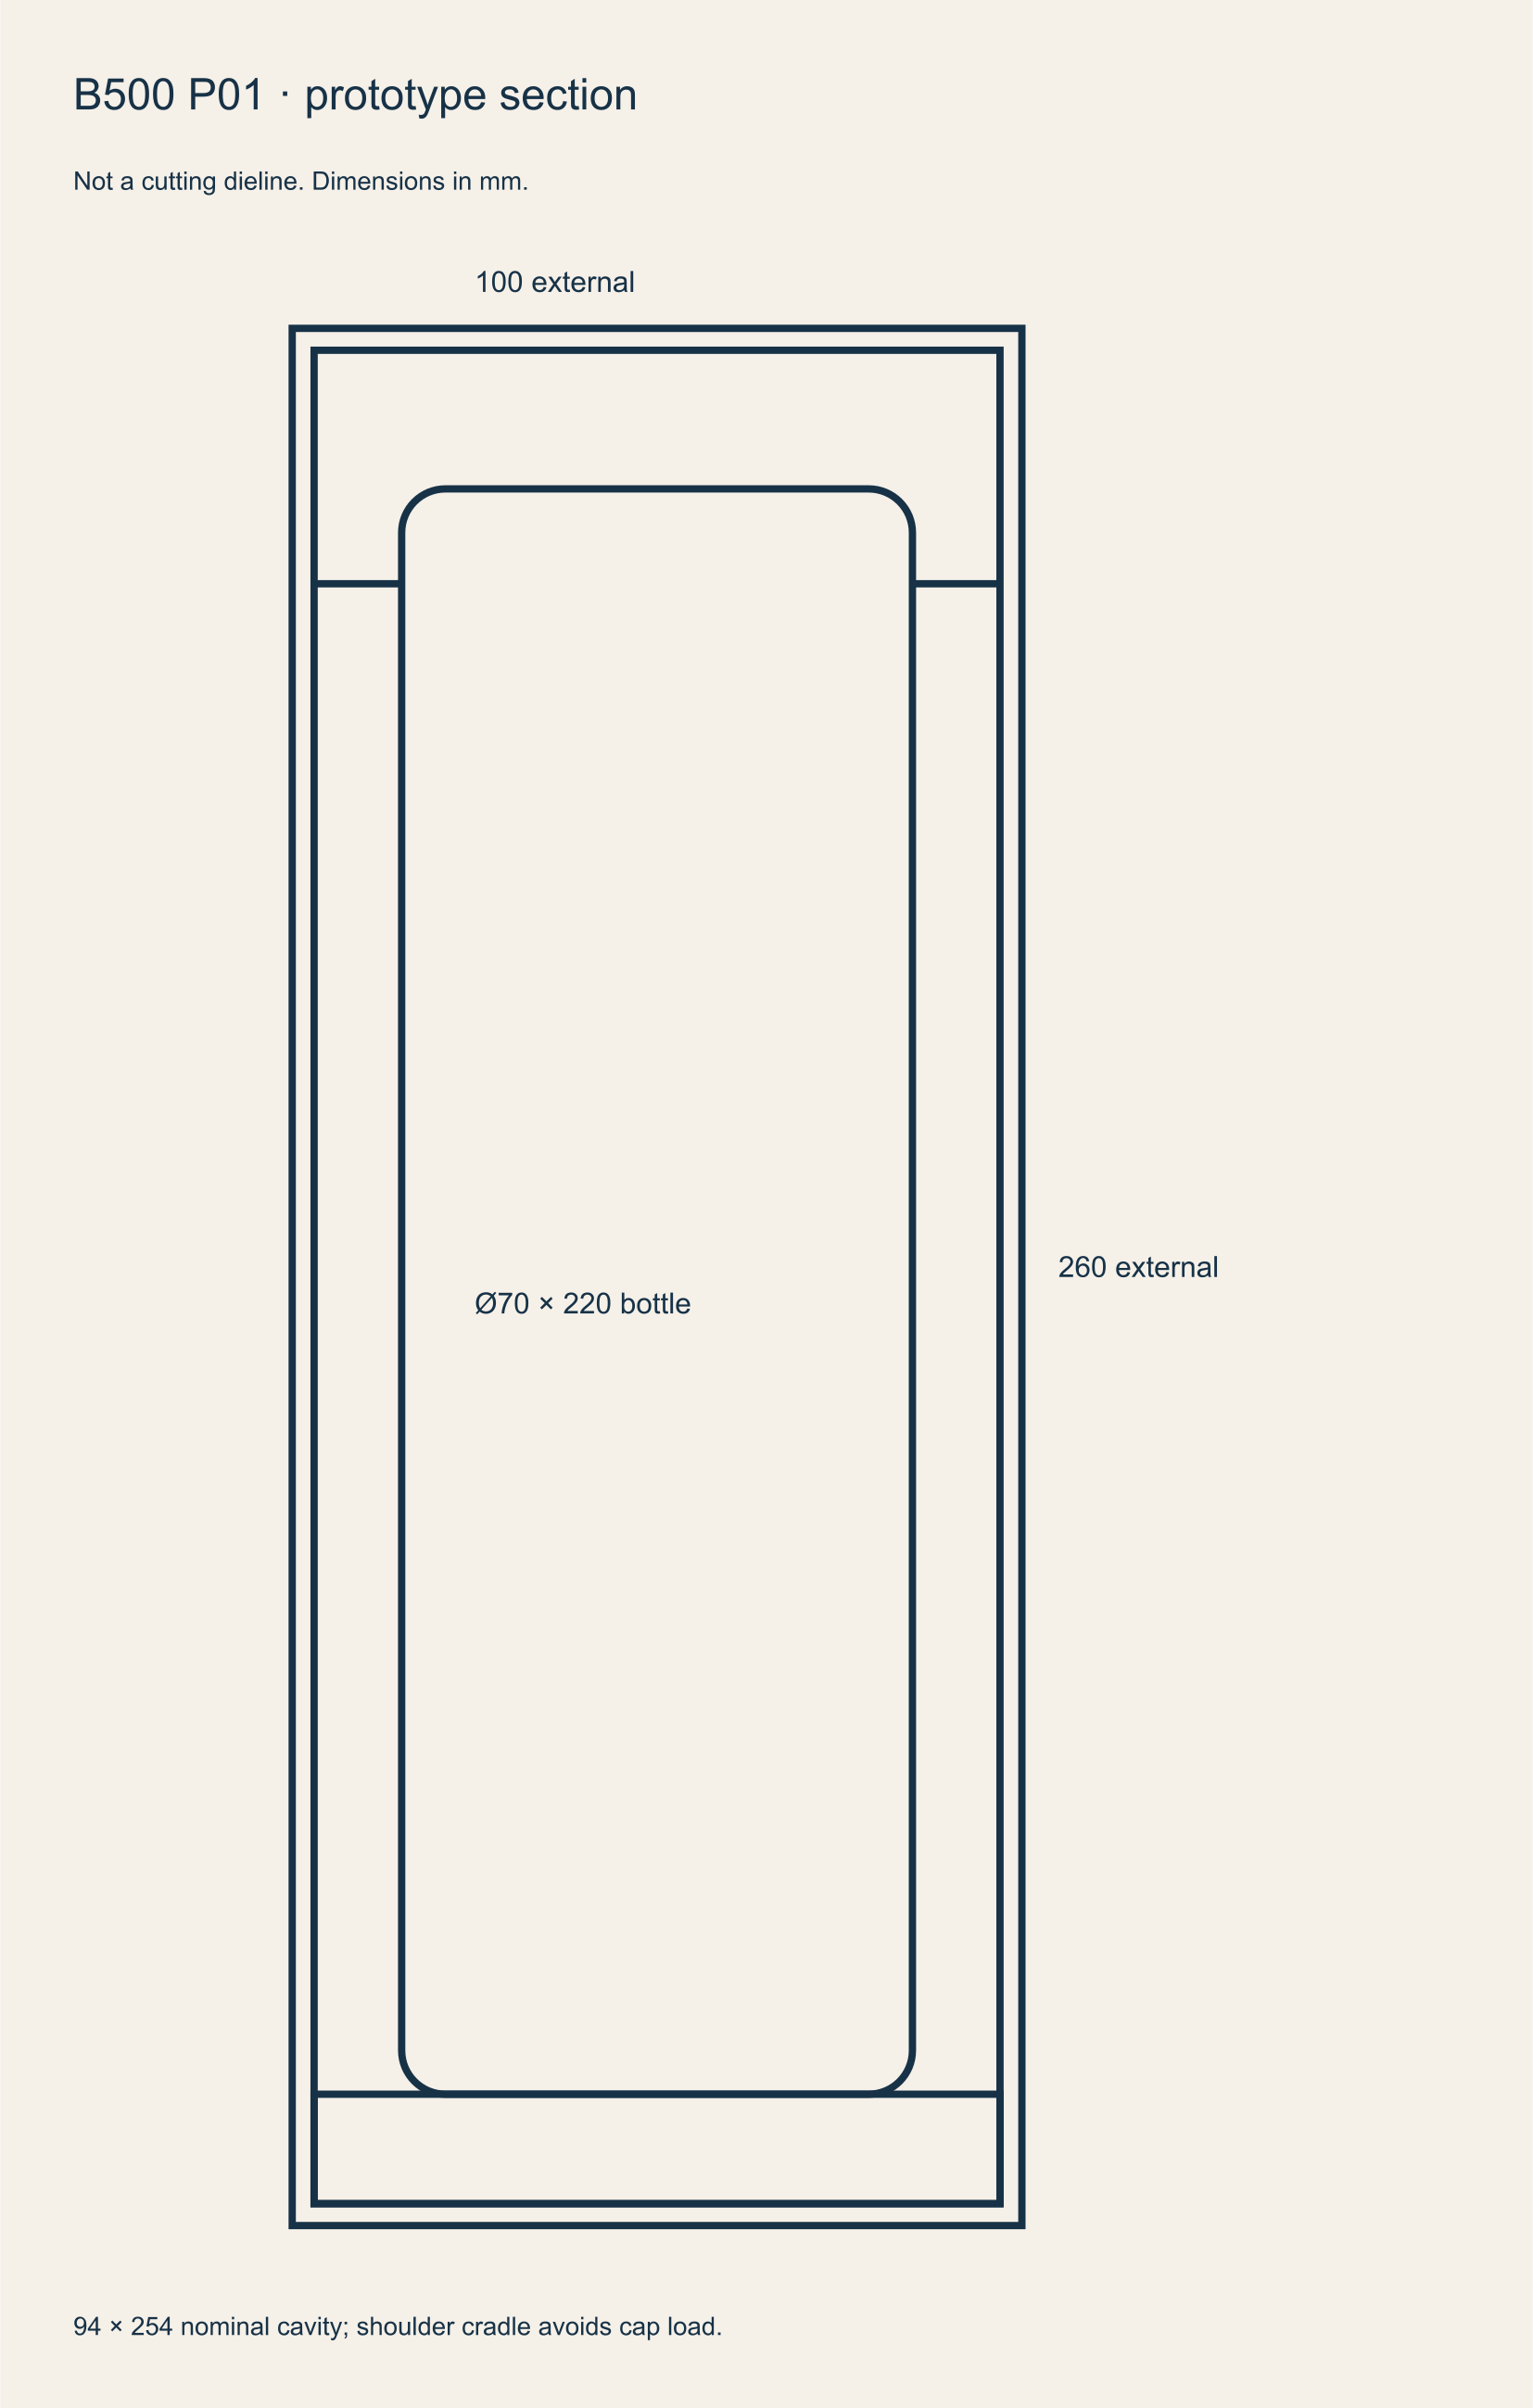 B500 P01 · prototype section
Not a cutting dieline. Dimensions in mm.
100 external
260 external
Ø70 × 220 bottle
94 × 254 nominal cavity; shoulder cradle avoids cap load.